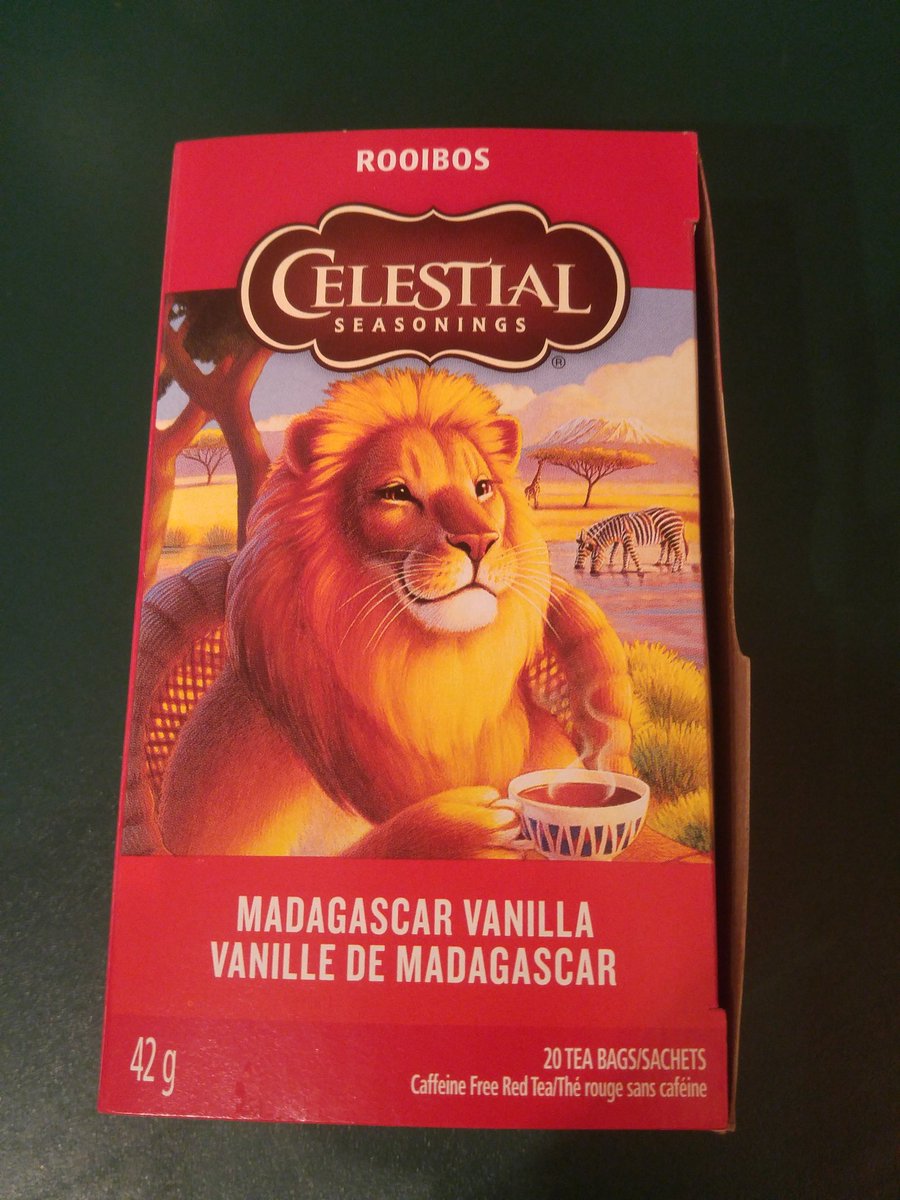 ROOIBOS
CELESTIAL
SEASONINGS
®
MADAGASCAR VANILLA
VANILLE DE MADAGASCAR
42 g
20 TEA BAGS/SACHETS
Caffeine Free Red Tea/Thé rouge sans caféine